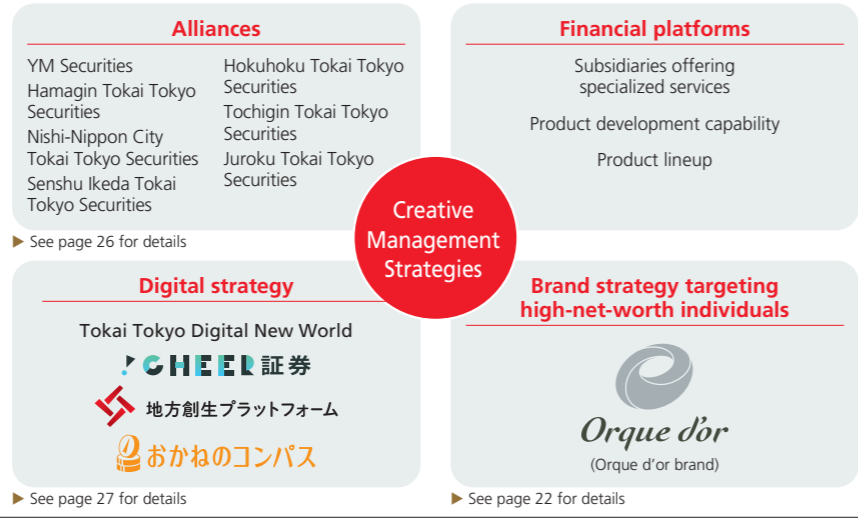 Alliances
YM Securities
Hamagin Tokai Tokyo
Securities
Nishi-Nippon City
Tokai Tokyo Securities
Senshu Ikeda Tokai
Tokyo Securities
Hokuhoku Tokai Tokyo
Securities
Tochigin Tokai Tokyo
Securities
Juroku Tokai Tokyo
Securities
▶ See page 26 for details
Financial platforms
Subsidiaries offering
specialized services
Product development capability
Product lineup
Creative
Management
Strategies
Digital strategy
Tokai Tokyo Digital New World
CHEER証券
地方創生プラットフォーム
おかねのコンパス
▶ See page 27 for details
Brand strategy targeting
high-net-worth individuals
Orque d'or
(Orque d'or brand)
▶ See page 22 for details